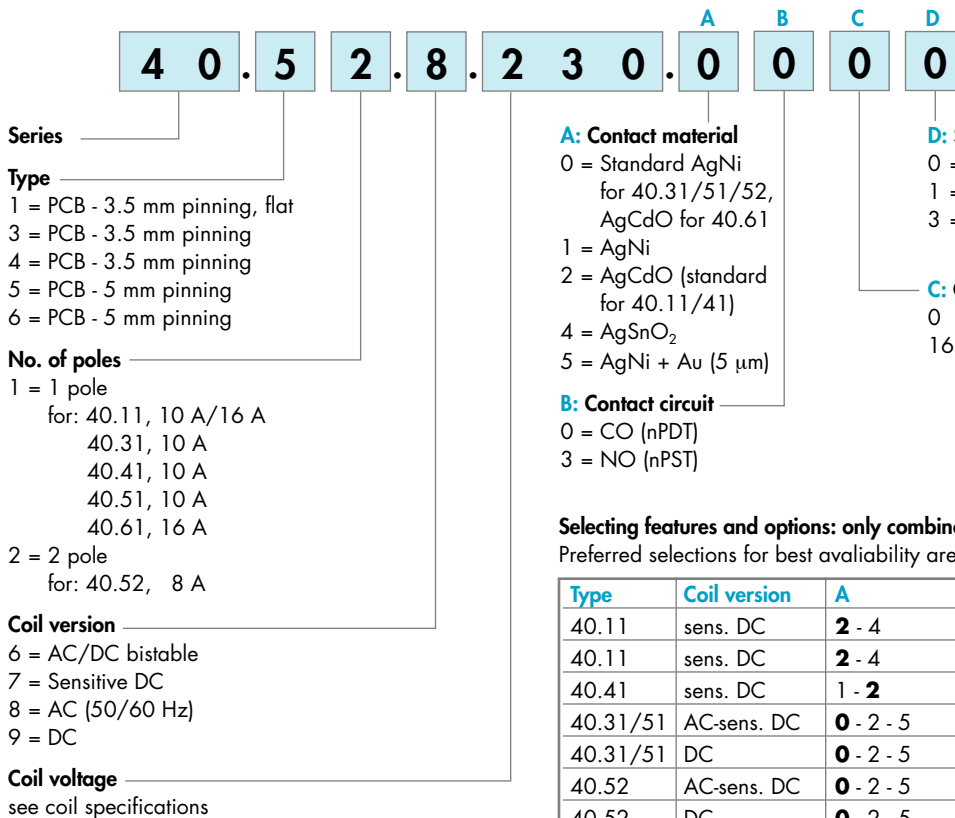 A B C D
4 0 . 5 2 . 8 . 2 3 0 . 0 0 0 0
Series
Type
1 = PCB - 3.5 mm pinning, flat
3 = PCB - 3.5 mm pinning
4 = PCB - 3.5 mm pinning
5 = PCB - 5 mm pinning
6 = PCB - 5 mm pinning
No. of poles
1 = 1 pole
for: 40.11, 10 A/16 A
40.31, 10 A
40.41, 10 A
40.51, 10 A
40.61, 16 A
2 = 2 pole
for: 40.52, 8 A
Coil version
6 = AC/DC bistable
7 = Sensitive DC
8 = AC (50/60 Hz)
9 = DC
Coil voltage
see coil specifications
A: Contact material
0 = Standard AgNi
for 40.31/51/52,
AgCdO for 40.61
1 = AgNi
2 = AgCdO (standard
for 40.11/41)
4 = AgSnO₂
5 = AgNi + Au (5 µm)
B: Contact circuit
0 = CO (nPDT)
3 = NO (nPST)
D:
0 =
1 =
3 =
C:
0
16
Selecting features and options: only combin
Preferred selections for best avaliability are
Type Coil version A
40.11 sens. DC 2 - 4
40.11 sens. DC 2 - 4
40.41 sens. DC 1 - 2
40.31/51 AC-sens. DC 0 - 2 - 5
40.31/51 DC 0 - 2 - 5
40.52 AC-sens. DC 0 - 2 - 5
40.52 DC 0 - 2 - 5